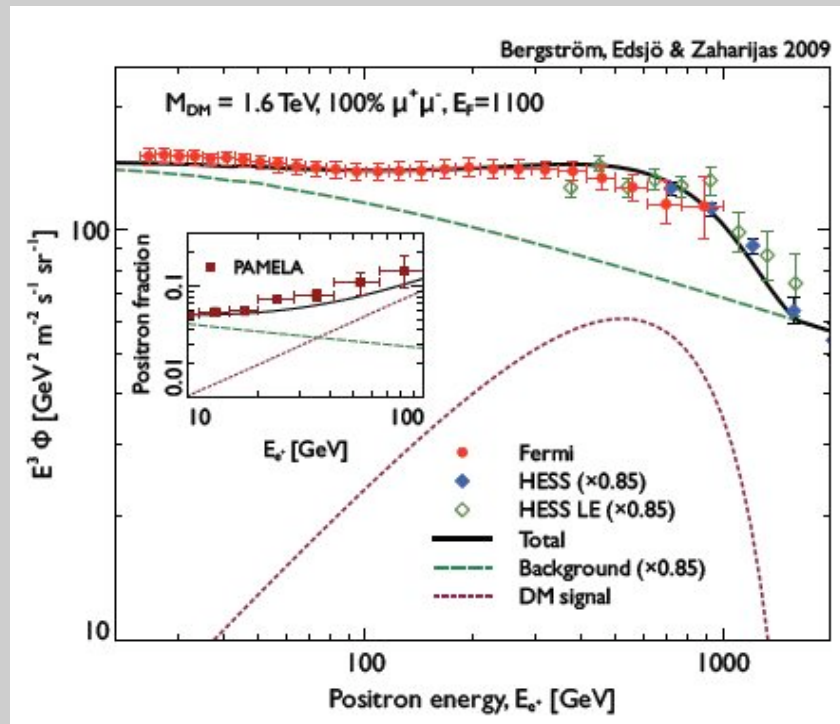 Bergström, Edsjö & Zaharijas 2009
M_DM = 1.6 TeV, 100% μ⁺μ⁻, E_F=1100
100
10
E³ Φ [GeV² m⁻² s⁻¹ sr⁻¹]
PAMELA
0.1
0.01
Positron fraction
10 100
E_e⁺ [GeV]
Fermi
HESS (×0.85)
HESS LE (×0.85)
Total
Background (×0.85)
DM signal
100 1000
Positron energy, E_e⁺ [GeV]